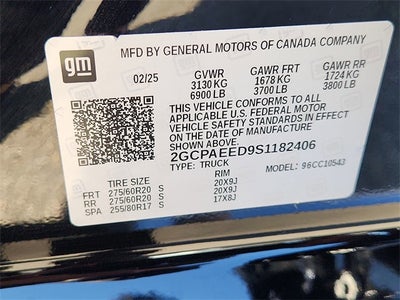 gm
MFD BY GENERAL MOTORS OF CANADA COMPANY
02/25 GVWR GAWR FRT GAWR RR
3130 KG 1678 KG 1724 KG
6900 LB 3700 LB 3800 LB
THIS VEHICLE CONFORMS TO ALL
APPLICABLE U.S. FEDERAL MOTOR
VEHICLE SAFETY STANDARDS IN EFFECT
ON THE DATE OF MANUFACTURE
SHOWN ABOVE.
2GCPAEED9S1182406
TYPE: TRUCK MODEL: 96CC10543
TIRE SIZE RIM
FRT 275/60R20 S 20X9J
RR 275/60R20 S 20X9J
SPA 255/80R17 S 17X8J